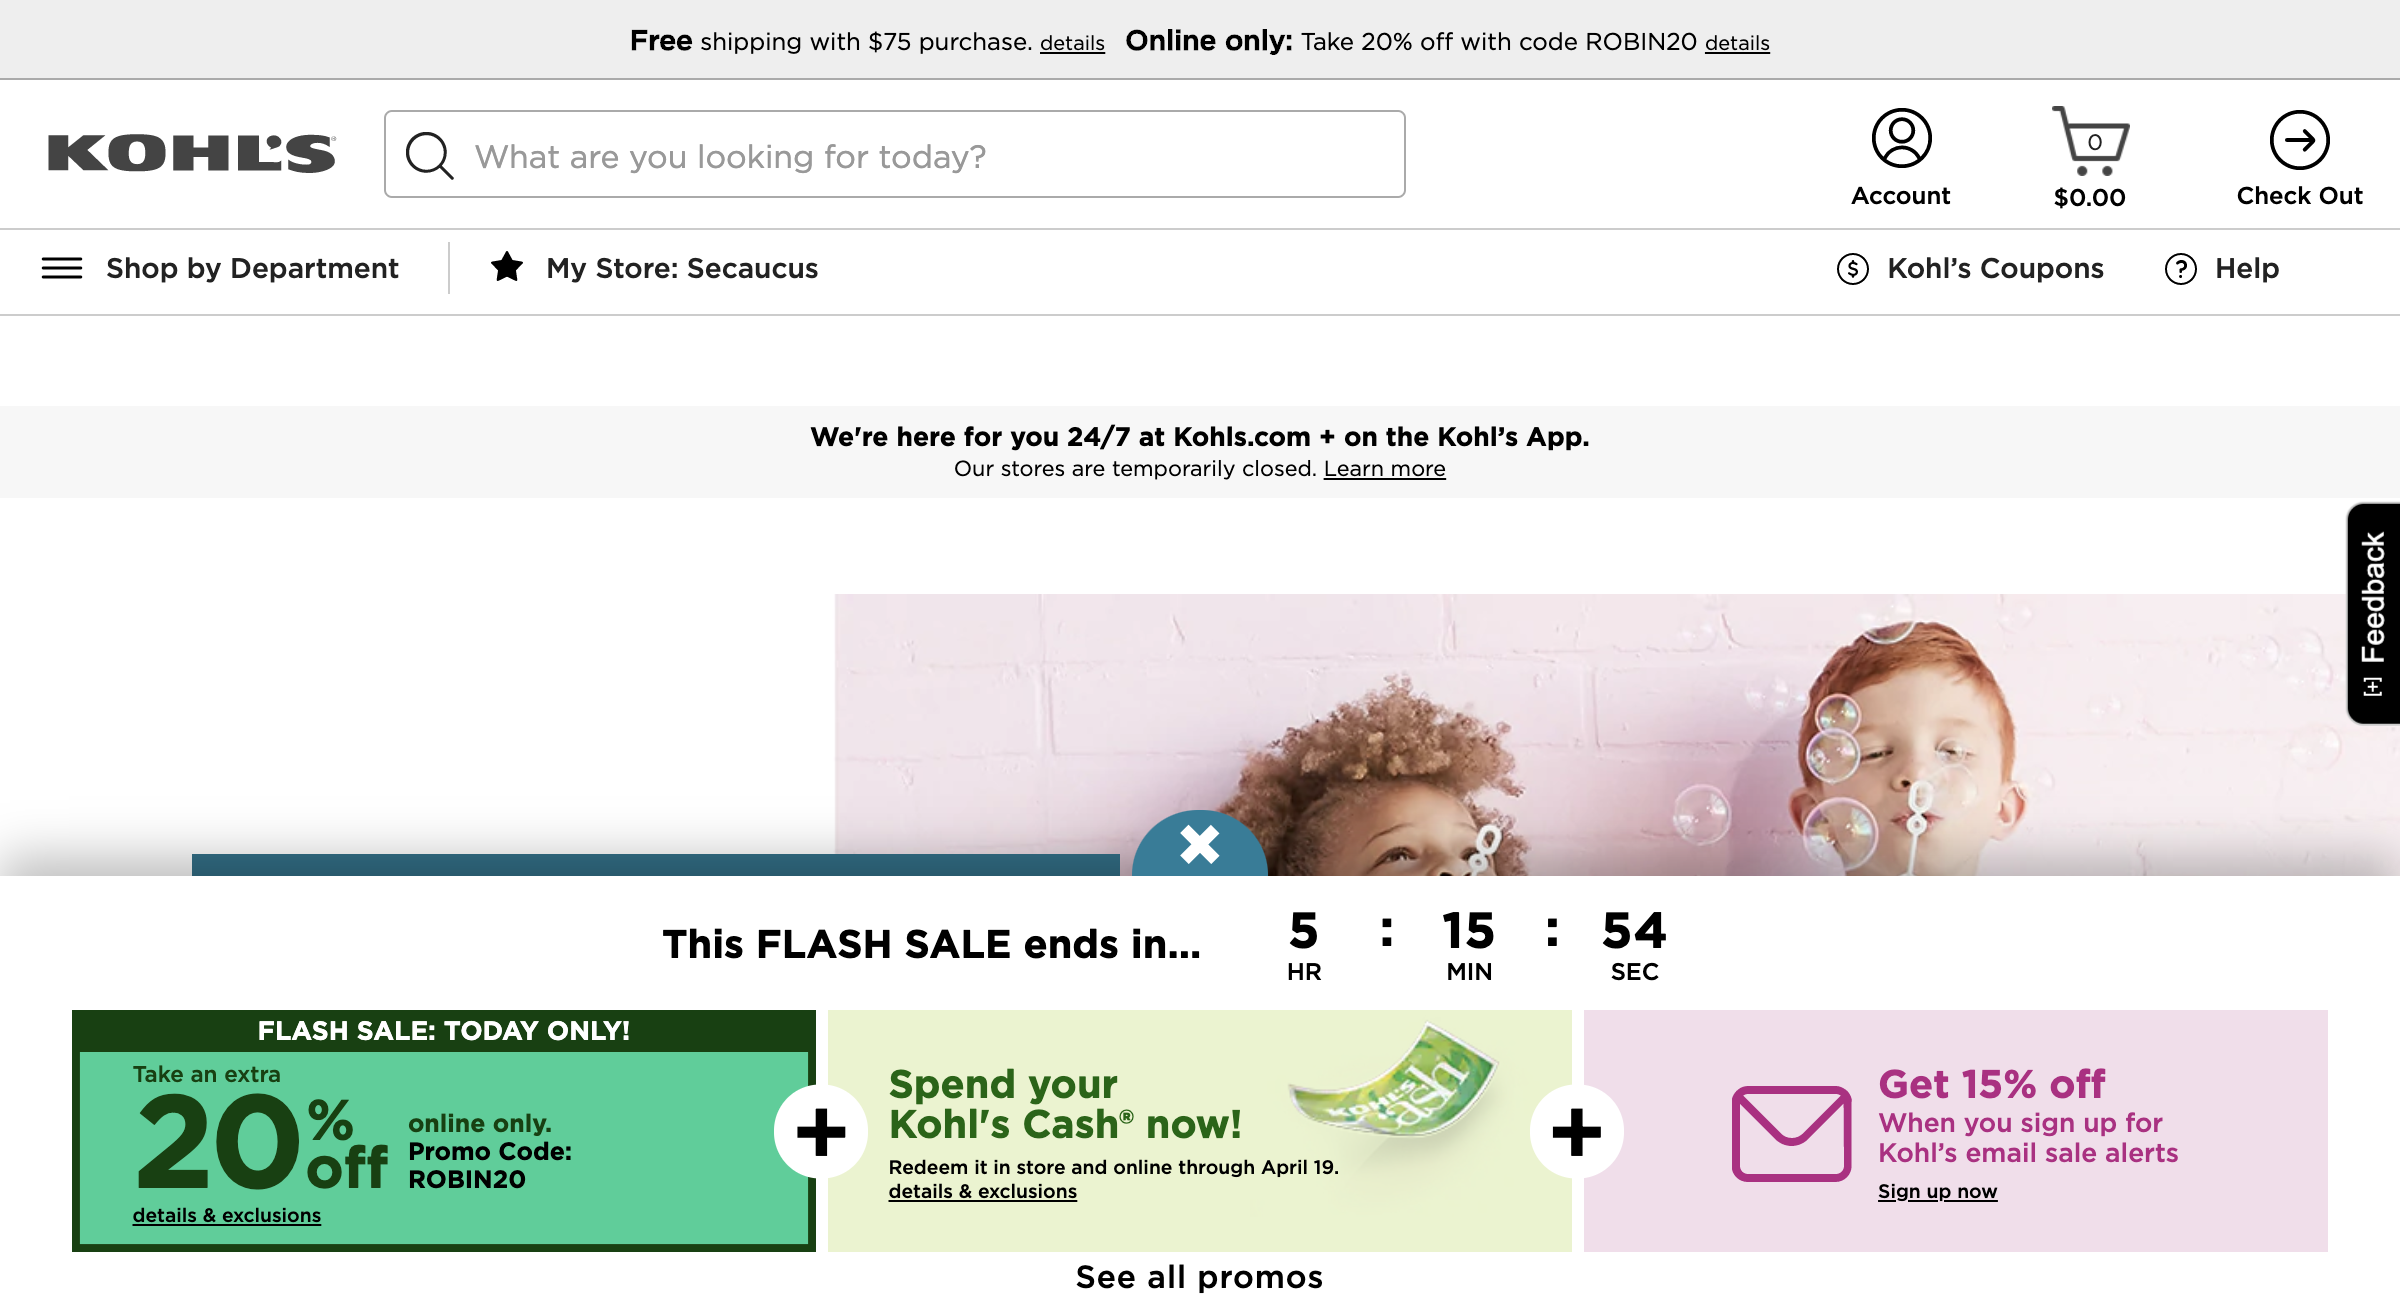 Free shipping with $75 purchase. details Online only: Take 20% off with code ROBIN20 details
KOHL'S
What are you looking for today?
Account
0
$0.00
Check Out
Shop by Department
My Store: Secaucus
$ Kohl’s Coupons
? Help
We're here for you 24/7 at Kohls.com + on the Kohl’s App.
Our stores are temporarily closed. Learn more
[+] Feedback
This FLASH SALE ends in...
5 : 15 : 54
HR MIN SEC
FLASH SALE: TODAY ONLY!
Take an extra
20% off
online only.
Promo Code:
ROBIN20
details & exclusions
+
Spend your
Kohl's Cash® now!
Redeem it in store and online through April 19.
details & exclusions
KOHL'S
Cash
+
Get 15% off
When you sign up for
Kohl’s email sale alerts
Sign up now
See all promos